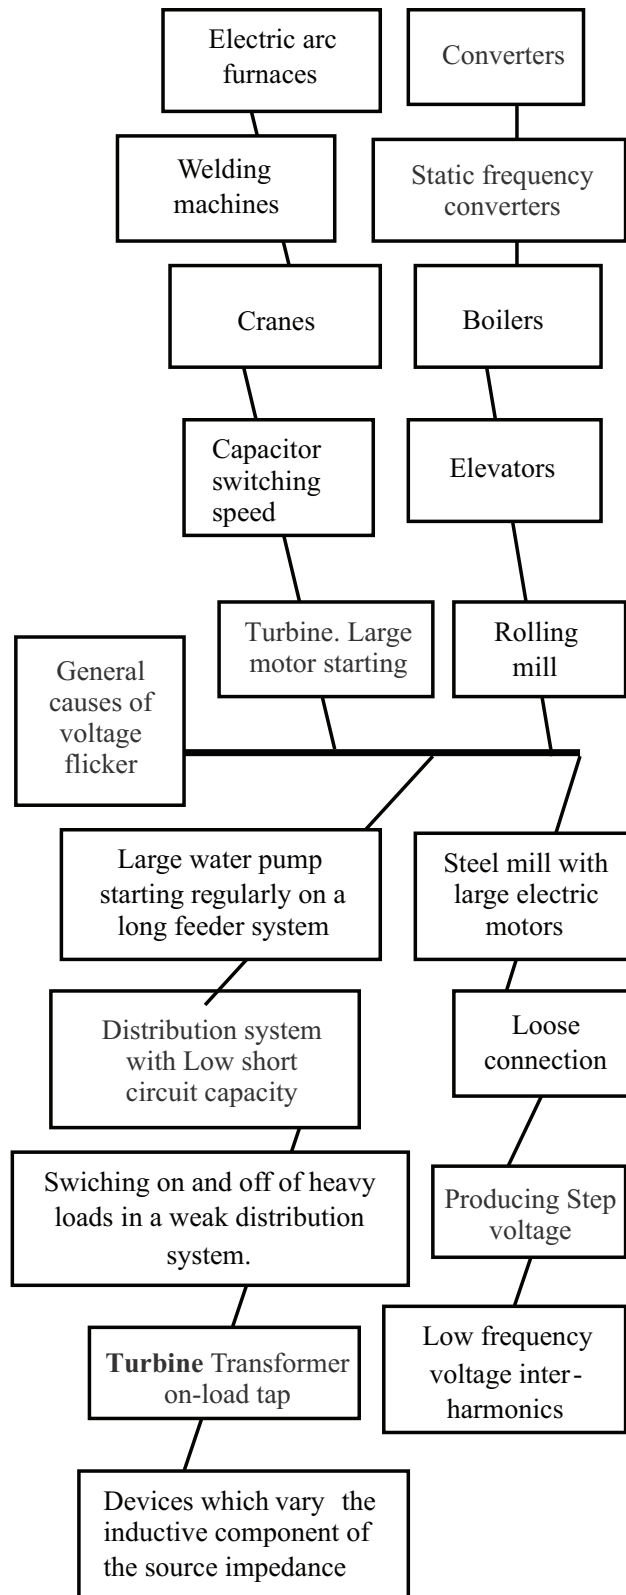 Electric arc
furnaces
Converters
Welding
machines
Static frequency
converters
Cranes
Boilers
Capacitor
switching
speed
Elevators
Turbine. Large
motor starting
Rolling
mill
General
causes of
voltage
flicker
Large water pump
starting regularly on a
long feeder system
Steel mill with
large electric
motors
Distribution system
with Low short
circuit capacity
Loose
connection
Swiching on and off of heavy
loads in a weak distribution
system.
Producing Step
voltage
Turbine Transformer
on-load tap
Low frequency
voltage inter-
harmonics
Devices which vary the
inductive component of
the source impedance